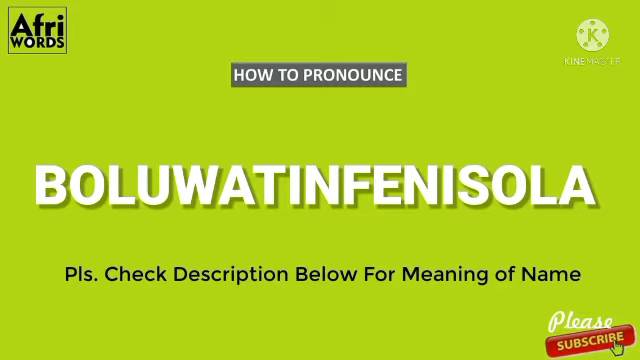 Afri
WORDS
KINEMASTER
HOW TO PRONOUNCE
BOLUWATINFENISOLA
Pls. Check Description Below For Meaning of Name
Please
SUBSCRIBE